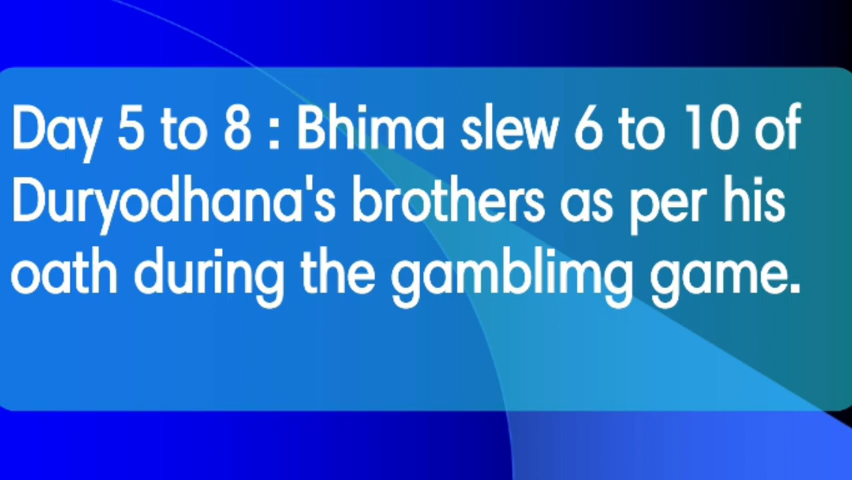 Day 5 to 8 : Bhima slew 6 to 10 of
Duryodhana's brothers as per his
oath during the gamblimg game.